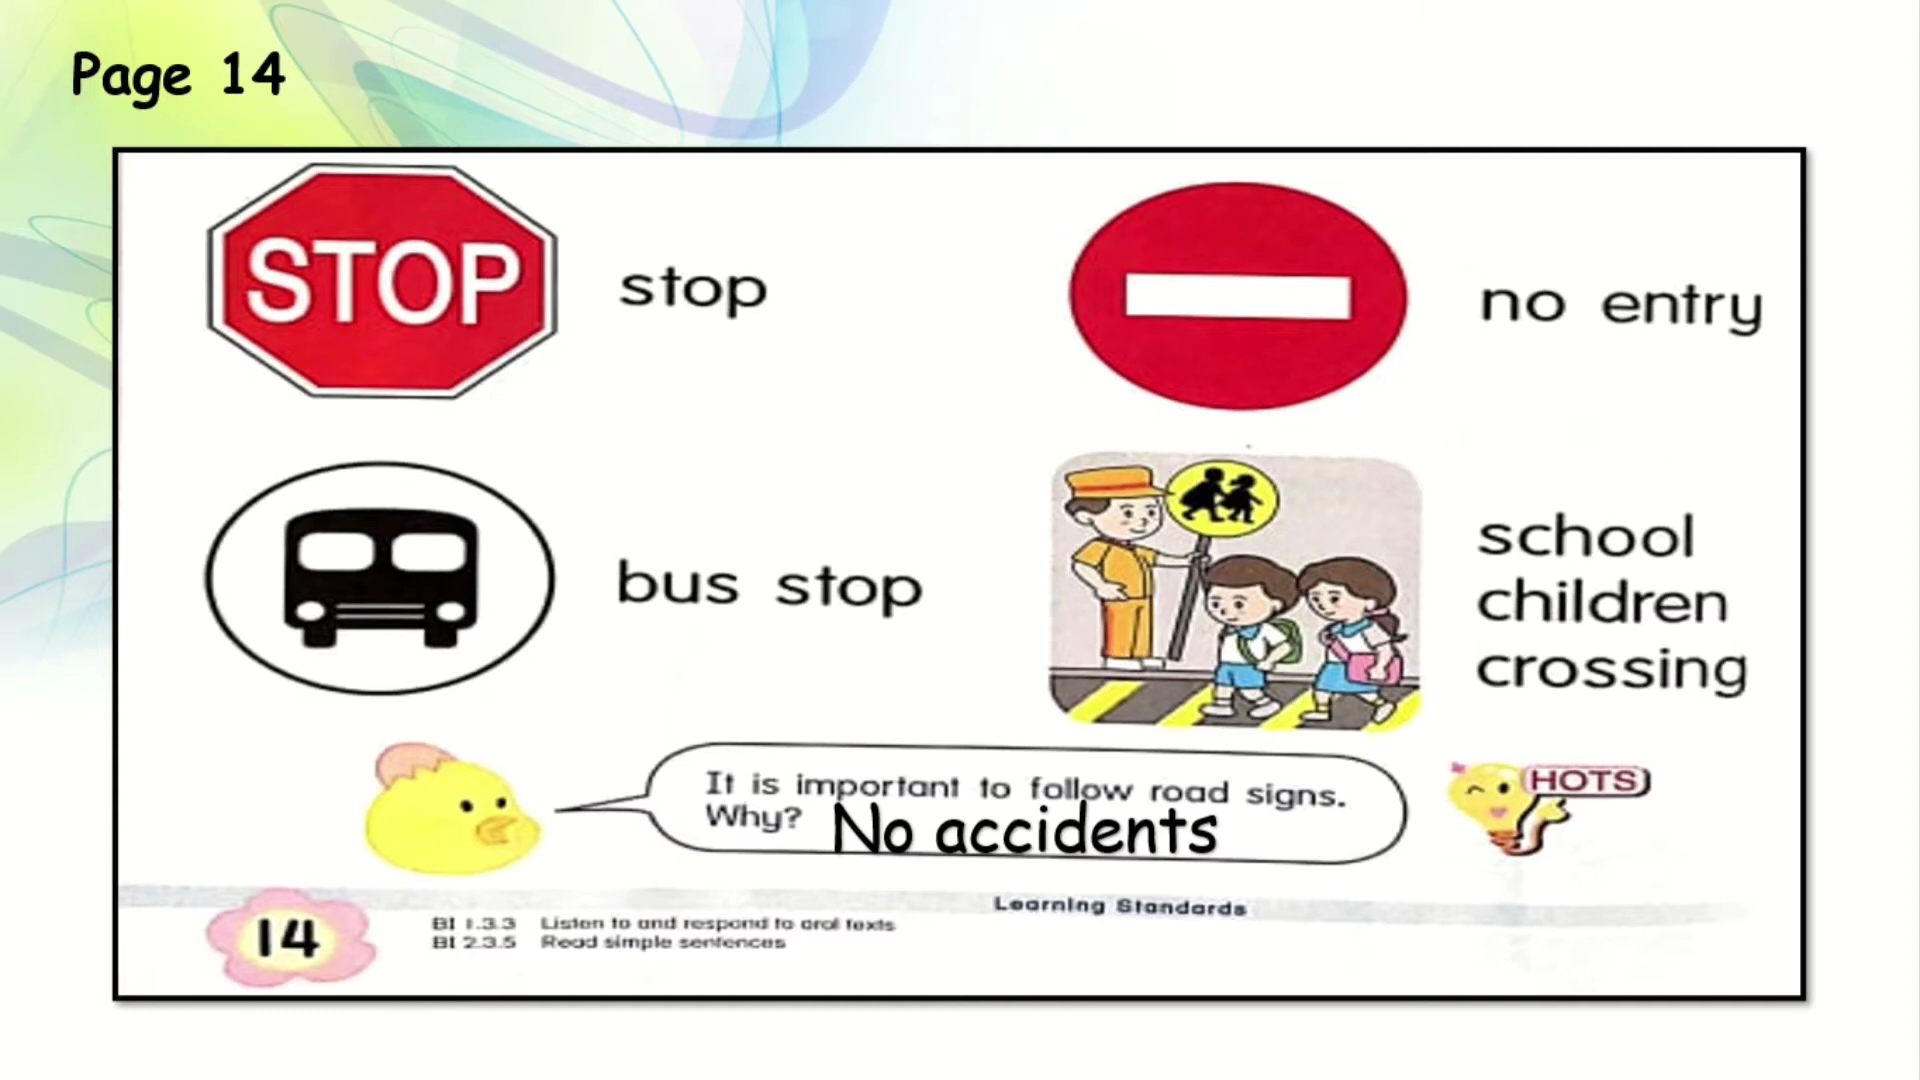 Page 14
STOP
stop
no entry
bus stop
school
children
crossing
It is important to follow road signs.
Why? No accidents
HOTS
Learning Standards
14
BI 1.3.3 Listen to and respond to oral texts
BI 2.3.5 Read simple sentences